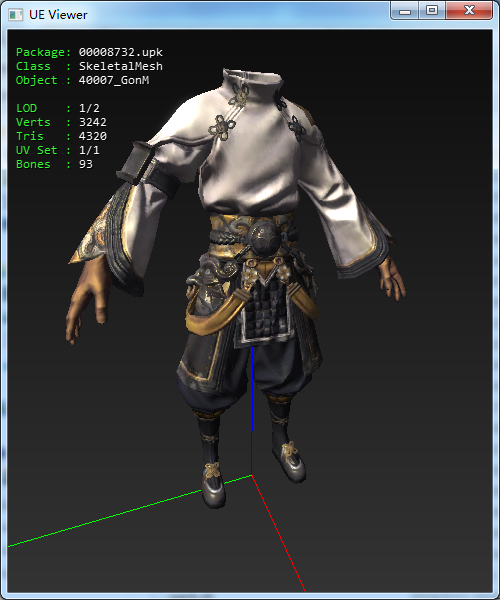 UE Viewer
Package: 00008732.upk
Class : SkeletalMesh
Object : 40007_GonM
LOD : 1/2
Verts : 3242
Tris : 4320
UV Set : 1/1
Bones : 93